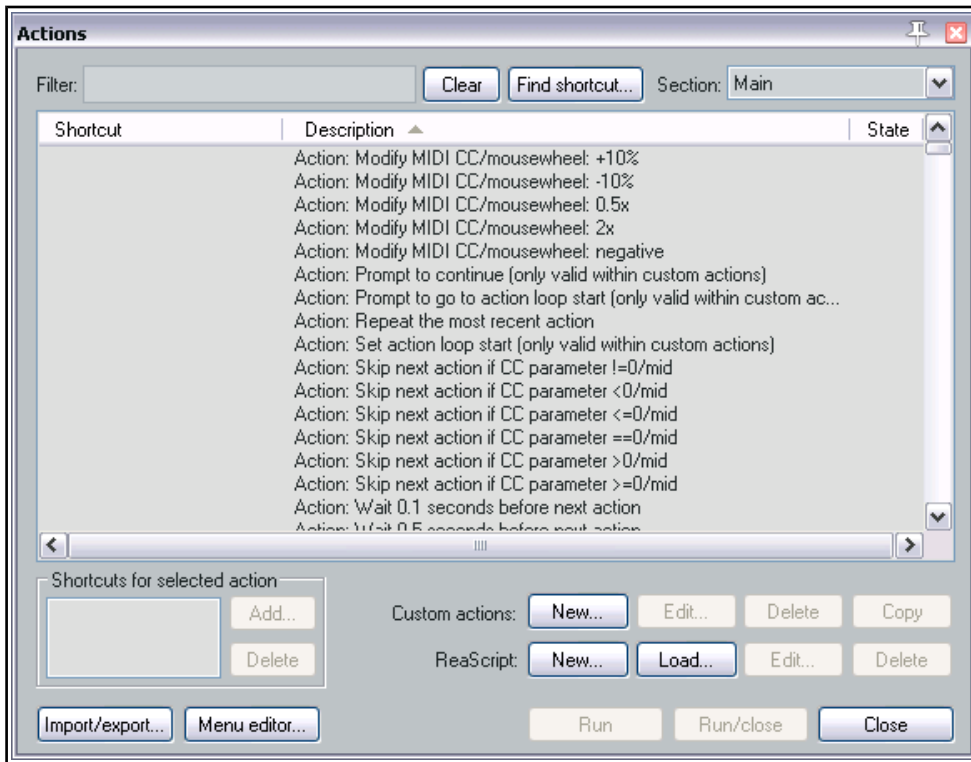 Actions
Filter: Clear Find shortcut... Section: Main
Shortcut Description State
Action: Modify MIDI CC/mousewheel: +10%
Action: Modify MIDI CC/mousewheel: -10%
Action: Modify MIDI CC/mousewheel: 0.5x
Action: Modify MIDI CC/mousewheel: 2x
Action: Modify MIDI CC/mousewheel: negative
Action: Prompt to continue (only valid within custom actions)
Action: Prompt to go to action loop start (only valid within custom ac...
Action: Repeat the most recent action
Action: Set action loop start (only valid within custom actions)
Action: Skip next action if CC parameter !=0/mid
Action: Skip next action if CC parameter <0/mid
Action: Skip next action if CC parameter <=0/mid
Action: Skip next action if CC parameter ==0/mid
Action: Skip next action if CC parameter >0/mid
Action: Skip next action if CC parameter >=0/mid
Action: Wait 0.1 seconds before next action
Action: Wait 0.5 seconds before next action
Shortcuts for selected action
Add... Custom actions: New... Edit... Delete Copy
Delete ReaScript: New... Load... Edit... Delete
Import/export... Menu editor... Run Run/close Close